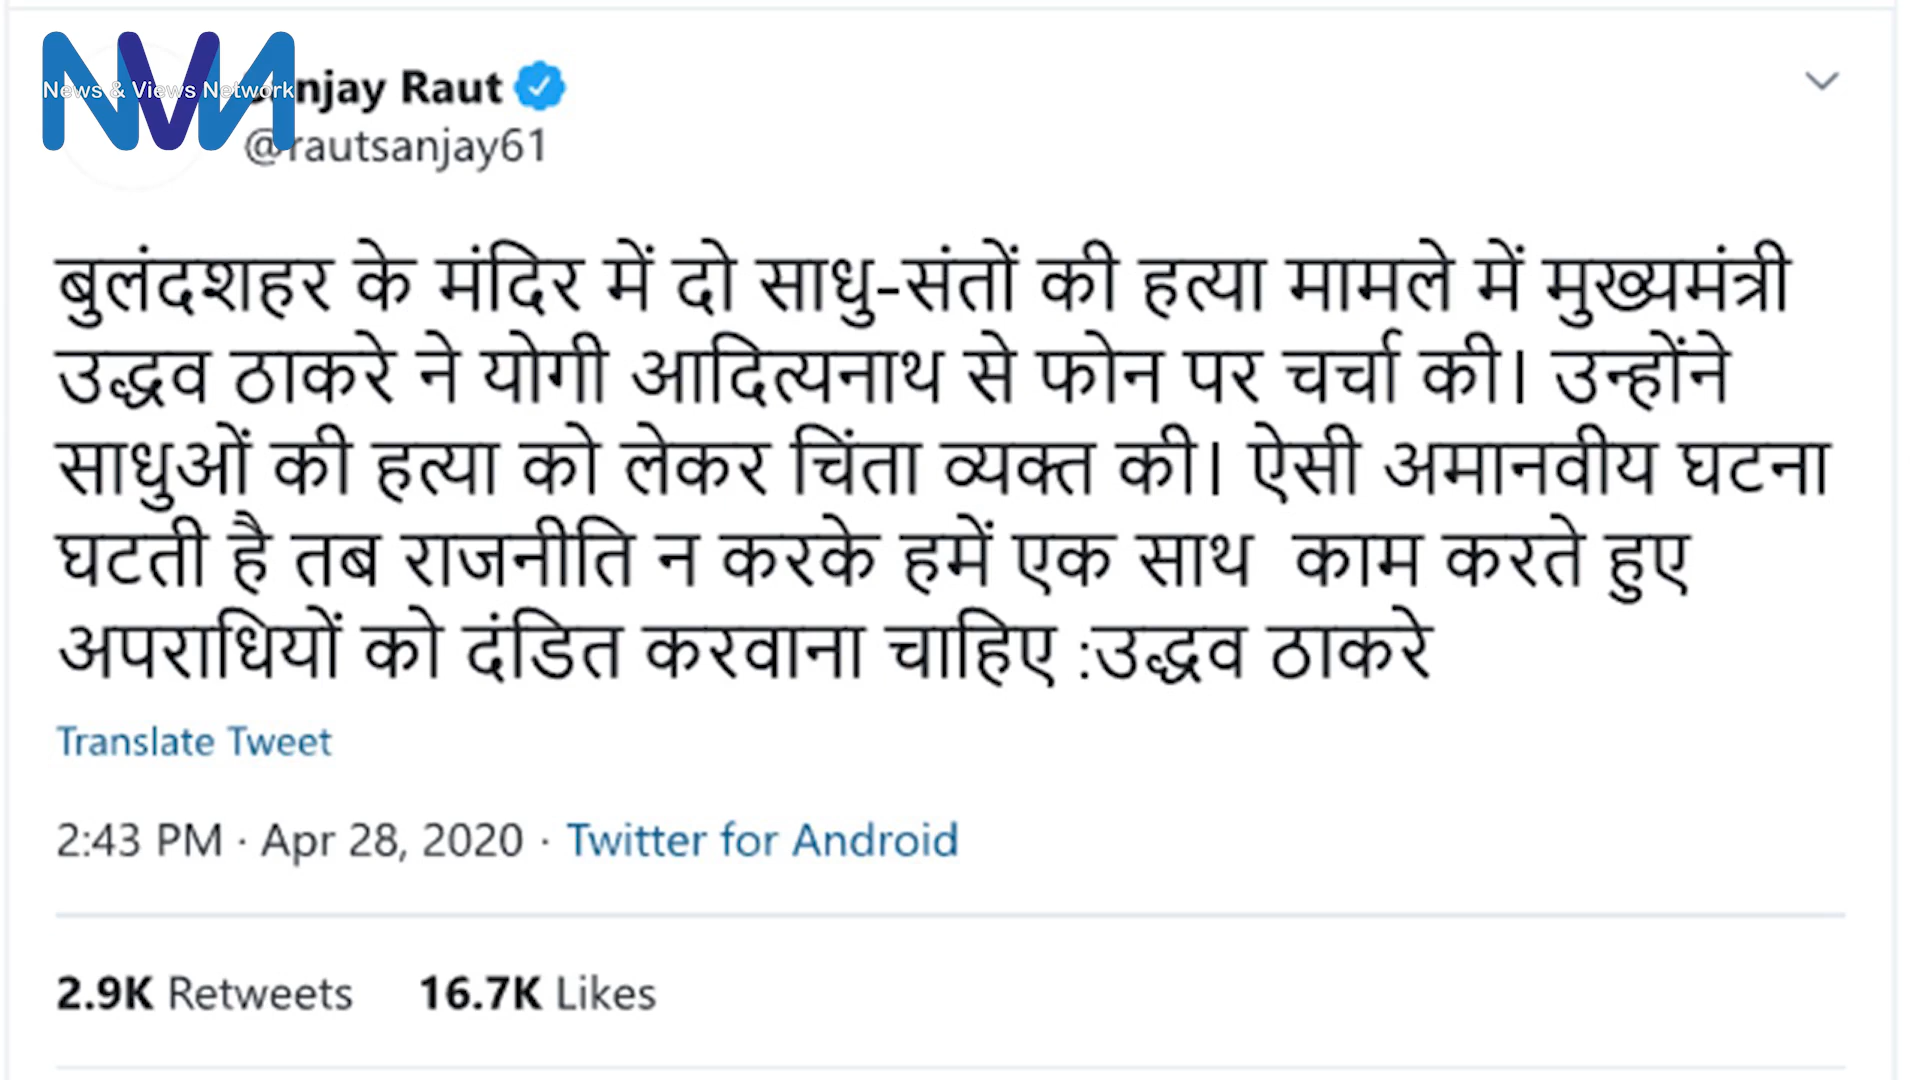 News & Views Network
Sanjay Raut
@rautsanjay61
बुलंदशहर के मंदिर में दो साधु-संतों की हत्या मामले में मुख्यमंत्री
उद्धव ठाकरे ने योगी आदित्यनाथ से फोन पर चर्चा की। उन्होंने
साधुओं की हत्या को लेकर चिंता व्यक्त की। ऐसी अमानवीय घटना
घटती है तब राजनीति न करके हमें एक साथ काम करते हुए
अपराधियों को दंडित करवाना चाहिए :उद्धव ठाकरे
Translate Tweet
2:43 PM · Apr 28, 2020 · Twitter for Android
2.9K Retweets 16.7K Likes